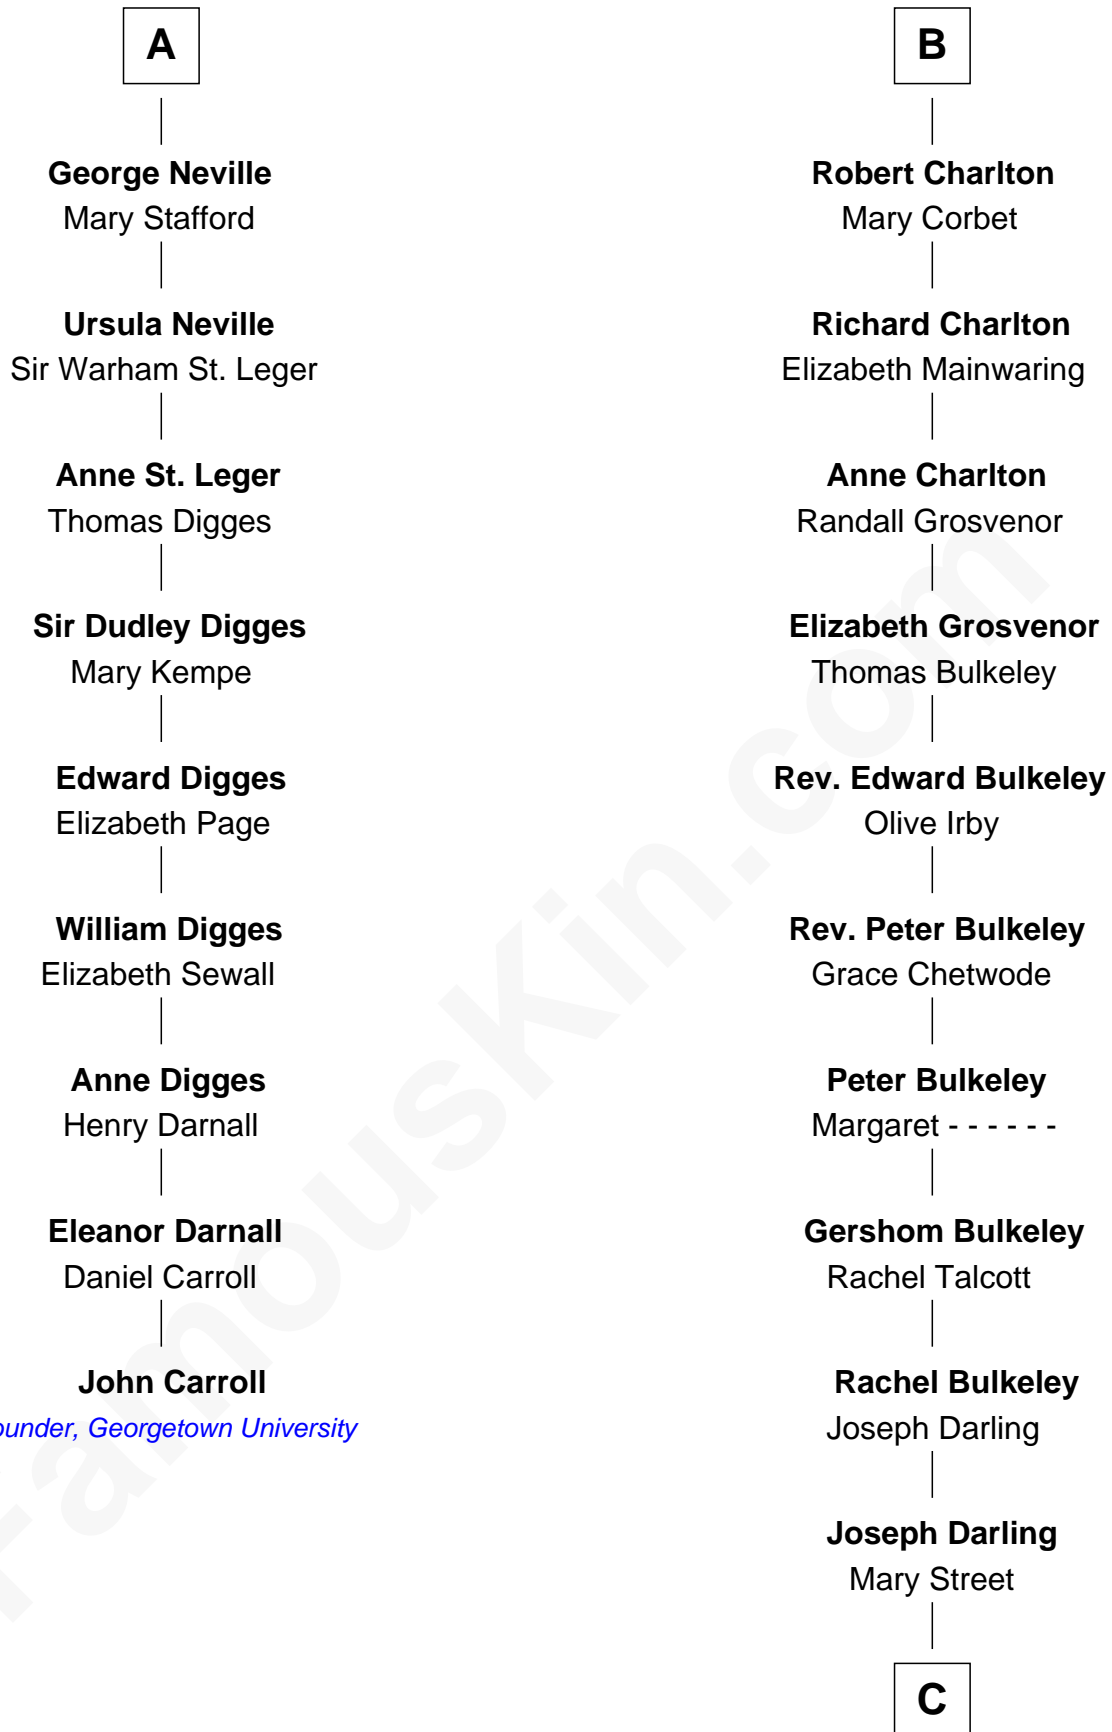 A
George Neville
Mary Stafford
Ursula Neville
Sir Warham St. Leger
Anne St. Leger
Thomas Digges
Sir Dudley Digges
Mary Kempe
Edward Digges
Elizabeth Page
William Digges
Elizabeth Sewall
Anne Digges
Henry Darnall
Eleanor Darnall
Daniel Carroll
John Carroll
ounder, Georgetown University
B
Robert Charlton
Mary Corbet
Richard Charlton
Elizabeth Mainwaring
Anne Charlton
Randall Grosvenor
Elizabeth Grosvenor
Thomas Bulkeley
Rev. Edward Bulkeley
Olive Irby
Rev. Peter Bulkeley
Grace Chetwode
Peter Bulkeley
Margaret - - - - - -
Gershom Bulkeley
Rachel Talcott
Rachel Bulkeley
Joseph Darling
Joseph Darling
Mary Street
C
FamousKin.com